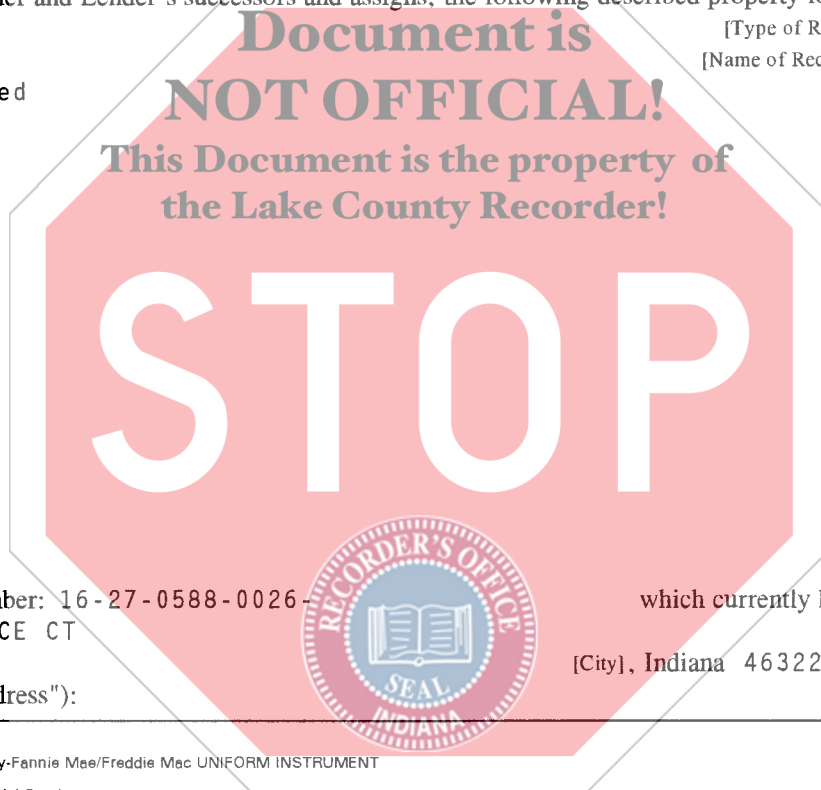 and Lender's successors and assigns, the following described property
Document is
[Type of R
NOT OFFICIAL!
[Name of Rec
ed
This Document is the property of
the Lake County Recorder!
STOP
RECORDER'S OFFICE
ber: 16-27-0588-0026-
which currently
CE CT
[City], Indiana 46322
SEAL
dress"):
INDIANA
y-Fannie Mae/Freddie Mac UNIFORM INSTRUMENT